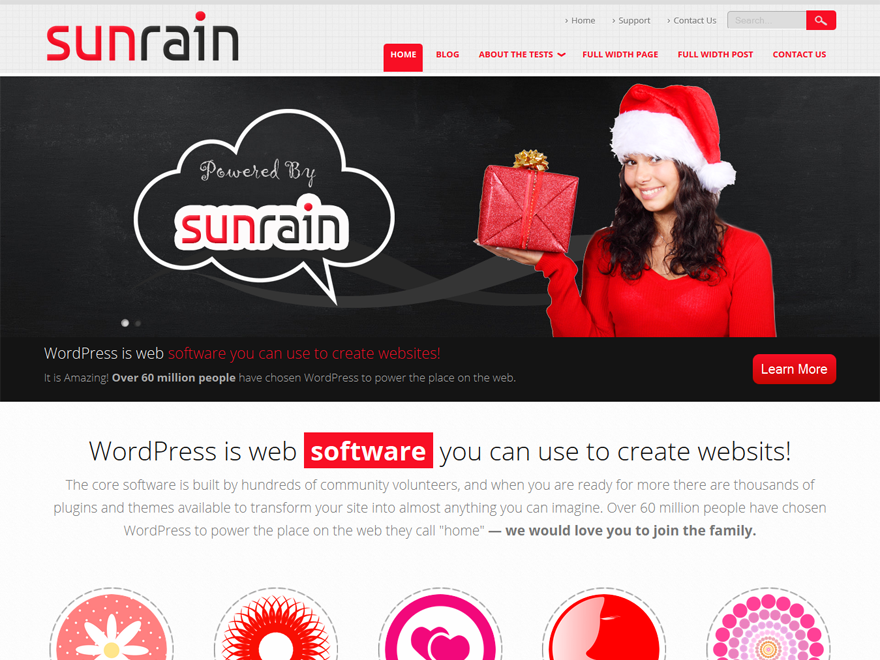 sunrain
Home
Support
Contact Us
Search...
HOME
BLOG
ABOUT THE TESTS
FULL WIDTH PAGE
FULL WIDTH POST
CONTACT US
Powered By
sunrain
WordPress is web software you can use to create websites!
It is Amazing! Over 60 million people have chosen WordPress to power the place on the web.
Learn More
WordPress is web software you can use to create websits!
The core software is built by hundreds of community volunteers, and when you are ready for more there are thousands of
plugins and themes available to transform your site into almost anything you can imagine. Over 60 million people have chosen
WordPress to power the place on the web they call "home" — we would love you to join the family.